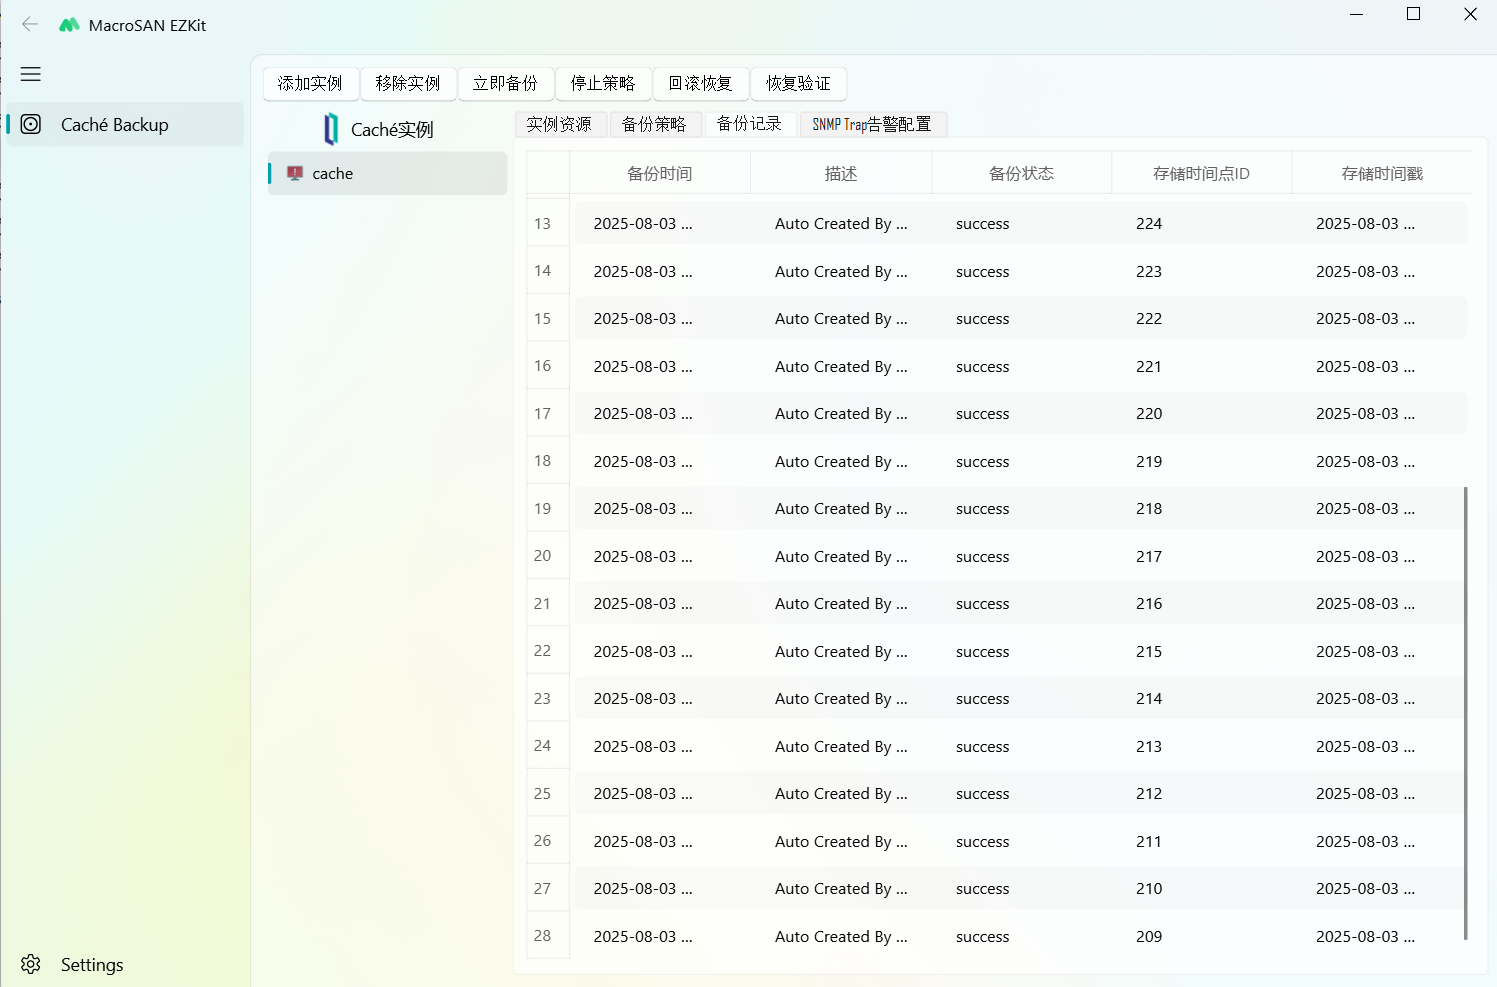 MacroSAN EZKit
Caché Backup
添加实例 移除实例 立即备份 停止策略 回滚恢复 恢复验证
Caché实例
cache
实例资源 备份策略 备份记录 SNMP Trap告警配置
备份时间 描述 备份状态 存储时间点ID 存储时间戳
13 2025-08-03 ... Auto Created By ... success 224 2025-08-03 ...
14 2025-08-03 ... Auto Created By ... success 223 2025-08-03 ...
15 2025-08-03 ... Auto Created By ... success 222 2025-08-03 ...
16 2025-08-03 ... Auto Created By ... success 221 2025-08-03 ...
17 2025-08-03 ... Auto Created By ... success 220 2025-08-03 ...
18 2025-08-03 ... Auto Created By ... success 219 2025-08-03 ...
19 2025-08-03 ... Auto Created By ... success 218 2025-08-03 ...
20 2025-08-03 ... Auto Created By ... success 217 2025-08-03 ...
21 2025-08-03 ... Auto Created By ... success 216 2025-08-03 ...
22 2025-08-03 ... Auto Created By ... success 215 2025-08-03 ...
23 2025-08-03 ... Auto Created By ... success 214 2025-08-03 ...
24 2025-08-03 ... Auto Created By ... success 213 2025-08-03 ...
25 2025-08-03 ... Auto Created By ... success 212 2025-08-03 ...
26 2025-08-03 ... Auto Created By ... success 211 2025-08-03 ...
27 2025-08-03 ... Auto Created By ... success 210 2025-08-03 ...
28 2025-08-03 ... Auto Created By ... success 209 2025-08-03 ...
Settings